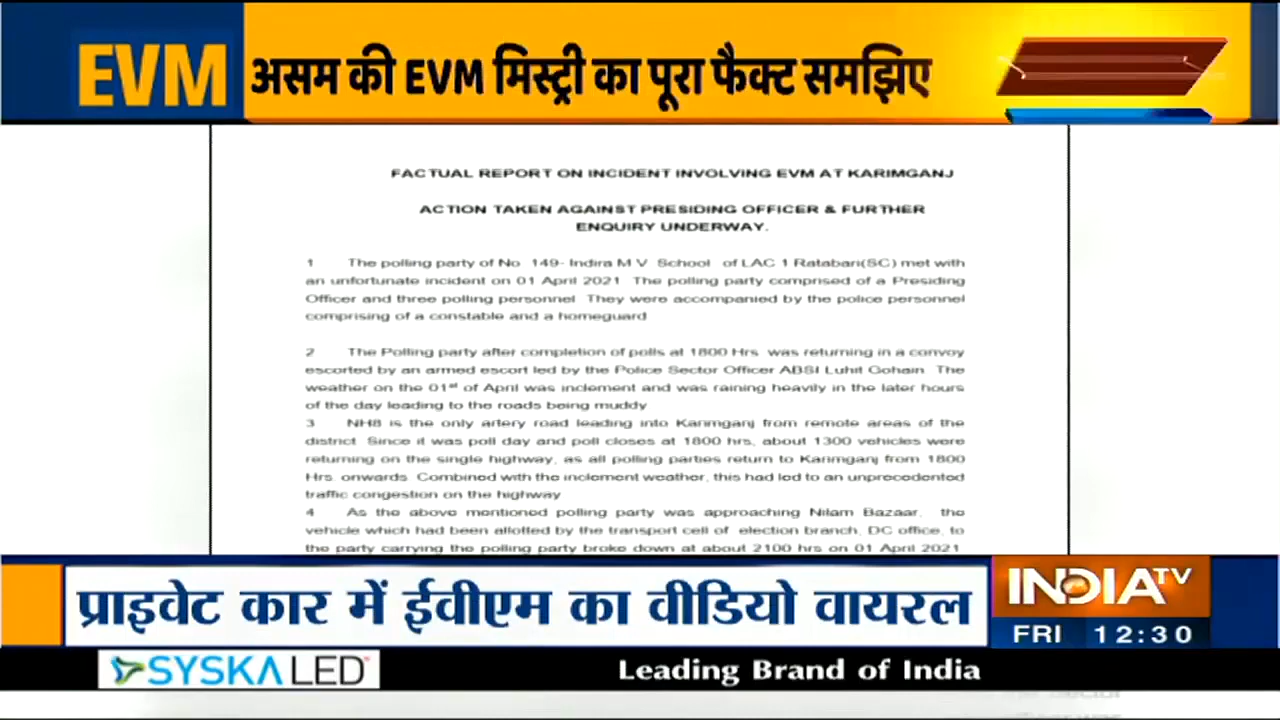 EVM असम की EVM मिस्ट्री का पूरा फैक्ट समझिए
FACTUAL REPORT ON INCIDENT INVOLVING EVM AT KARIMGANJ
ACTION TAKEN AGAINST PRESIDING OFFICER & FURTHER
ENQUIRY UNDERWAY.
1 The polling party of No 149- Indira M V School of LAC 1 Ratabari(SC) met with
an unfortunate incident on 01 April 2021 The polling party comprised of a Presiding
Officer and three polling personnel They were accompanied by the police personnel
comprising of a constable and a homeguard
2 The Polling party after completion of polls at 1800 Hrs was returning in a convoy
escorted by an armed escort led by the Police Sector Officer ABSI Luhit Gohain The
weather on the 01st of April was inclement and was raining heavily in the later hours
of the day leading to the roads being muddy
3 NH8 is the only artery road leading into Karimganj from remote areas of the
district Since it was poll day and poll closes at 1800 hrs, about 1300 vehicles were
returning on the single highway, as all polling parties return to Karimganj from 1800
Hrs onwards Combined with the inclement weather, this had led to an unprecedented
traffic congestion on the highway
4 As the above mentioned polling party was approaching Nilam Bazaar, the
vehicle which had been allotted by the transport cell of election branch, DC office, to
the party carrying the polling party broke down at about 2100 hrs on 01 April 2021
प्राइवेट कार में ईवीएम का वीडियो वायरल
INDIA TV
FRI 12:30
SYSKA LED
Leading Brand of India